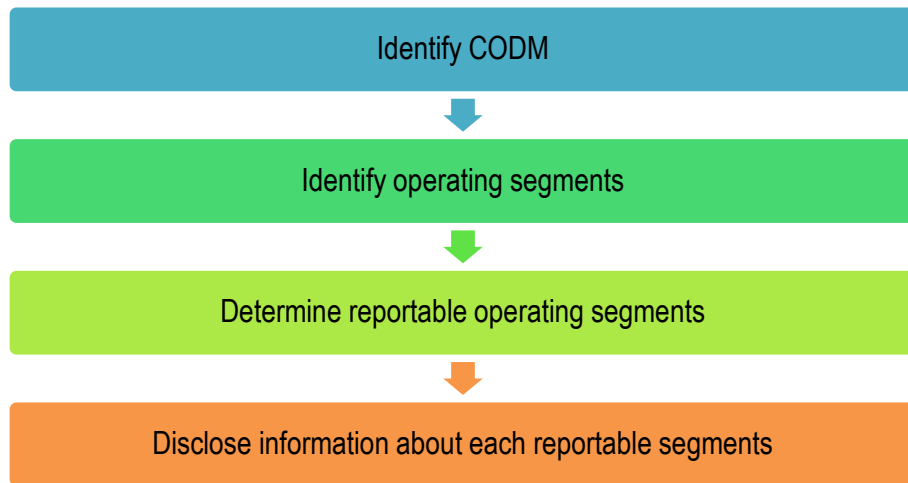 Identify CODM
Identify operating segments
Determine reportable operating segments
Disclose information about each reportable segments